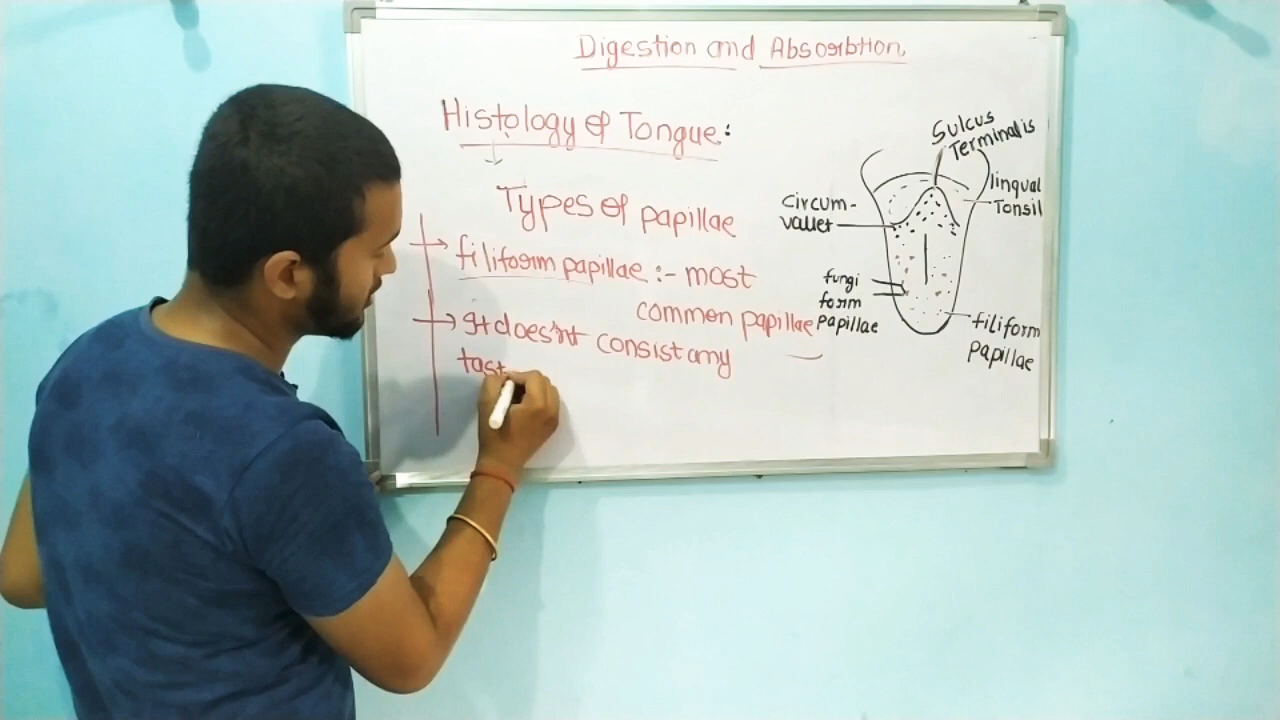 Digestion and Absorbtion.
Histology of Tongue:
Types of papillae
filiform papillae :- most
common papillae
It doesn't consist any
tast
Sulcus
Terminalis
lingual
Tonsil
Circum-
vallet
fungi
form
papillae
filiform
papillae